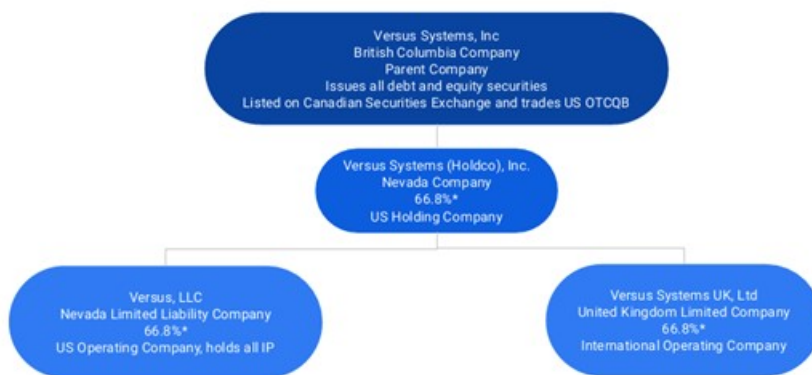 Versus Systems, Inc
British Columbia Company
Parent Company
Issues all debt and equity securities
Listed on Canadian Securities Exchange and trades US OTCQB
Versus Systems (Holdco), Inc.
Nevada Company
66.8%*
US Holding Company
Versus, LLC
Nevada Limited Liability Company
66.8%*
US Operating Company, holds all IP
Versus Systems UK, Ltd
United Kingdom Limited Company
66.8%*
International Operating Company